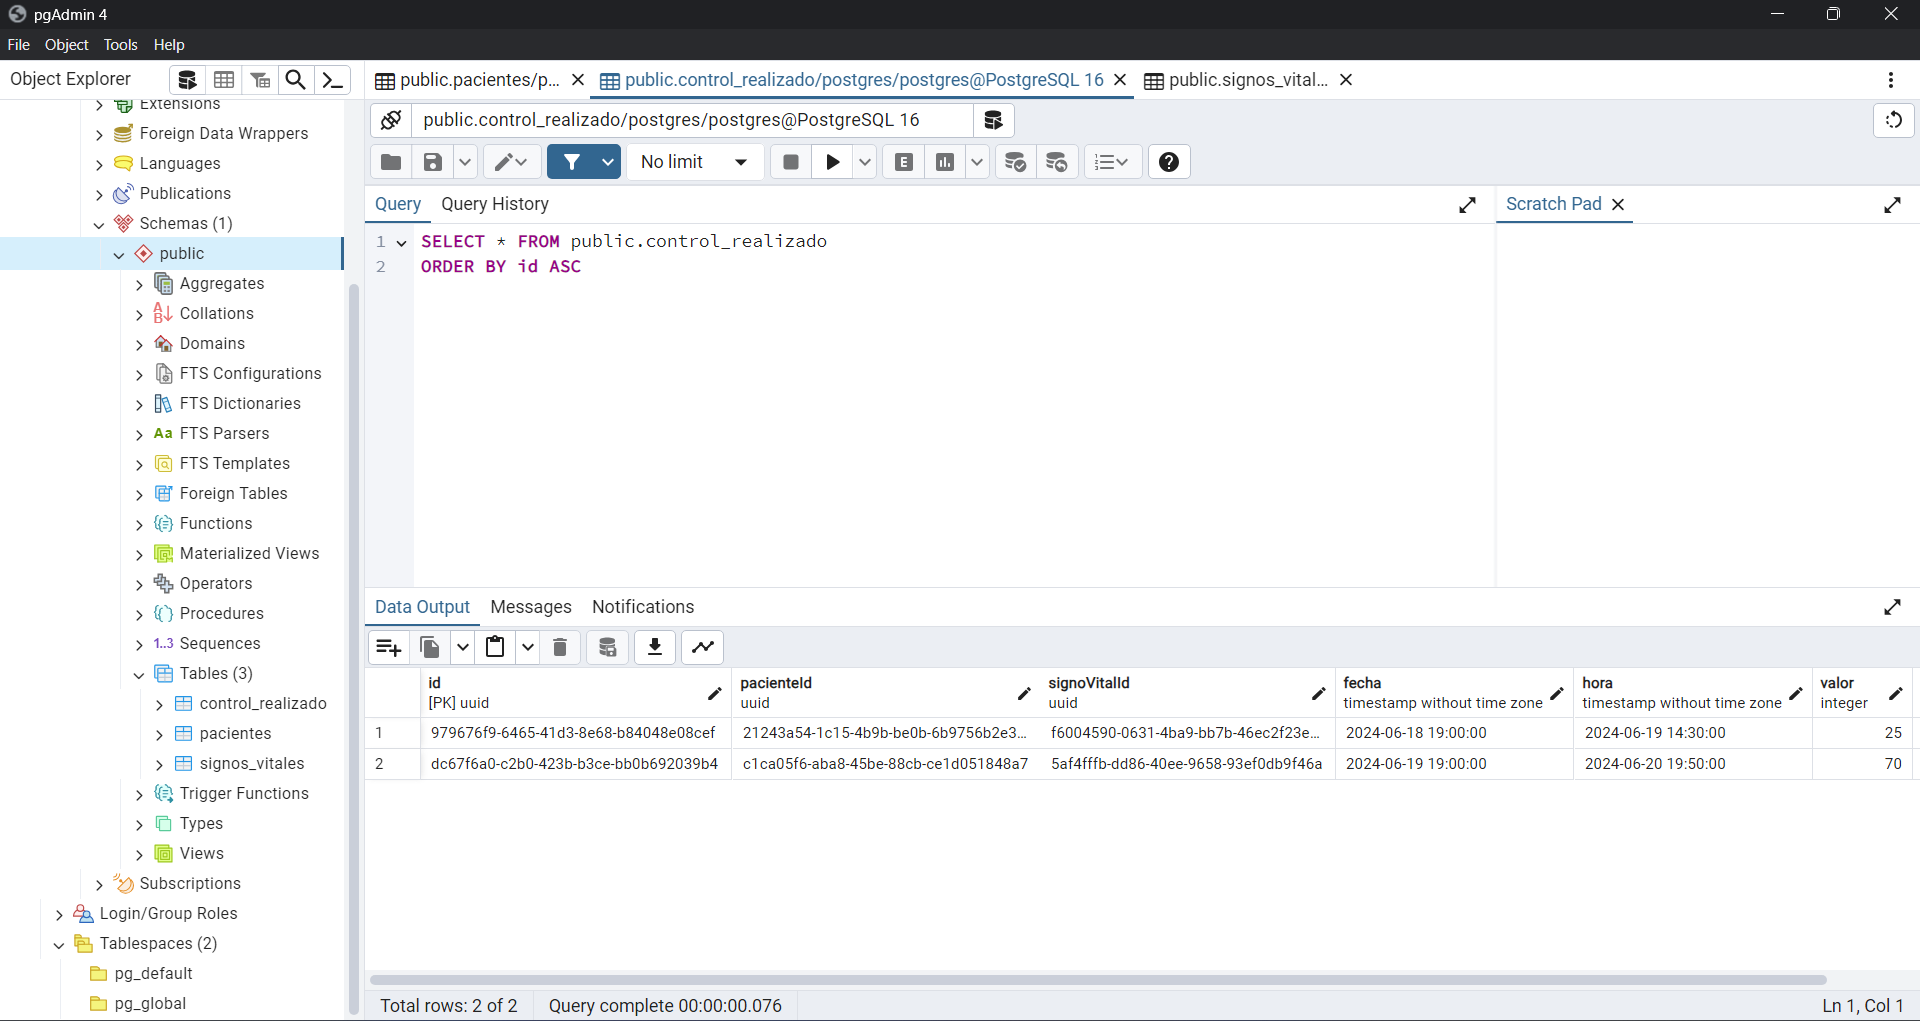 pgAdmin 4
File Object Tools Help
Object Explorer
Extensions
Foreign Data Wrappers
Languages
Publications
Schemas (1)
public
Aggregates
Collations
Domains
FTS Configurations
FTS Dictionaries
Aa FTS Parsers
FTS Templates
Foreign Tables
Functions
Materialized Views
Operators
Procedures
1..3 Sequences
Tables (3)
control_realizado
pacientes
signos_vitales
Trigger Functions
Types
Views
Subscriptions
Login/Group Roles
Tablespaces (2)
pg_default
pg_global
public.pacientes/p... public.control_realizado/postgres/postgres@PostgreSQL 16 public.signos_vital...
public.control_realizado/postgres/postgres@PostgreSQL 16
No limit E
Query Query History Scratch Pad
1 SELECT * FROM public.control_realizado
2 ORDER BY id ASC
Data Output Messages Notifications
id pacienteId signoVitalId fecha hora valor
[PK] uuid uuid uuid timestamp without time zone timestamp without time zone integer
1 979676f9-6465-41d3-8e68-b84048e08cef 21243a54-1c15-4b9b-be0b-6b9756b2e3... f6004590-0631-4ba9-bb7b-46ec2f23e... 2024-06-18 19:00:00 2024-06-19 14:30:00 25
2 dc67f6a0-c2b0-423b-b3ce-bb0b692039b4 c1ca05f6-aba8-45be-88cb-ce1d051848a7 5af4fffb-dd86-40ee-9658-93ef0db9f46a 2024-06-19 19:00:00 2024-06-20 19:50:00 70
Total rows: 2 of 2 Query complete 00:00:00.076 Ln 1, Col 1